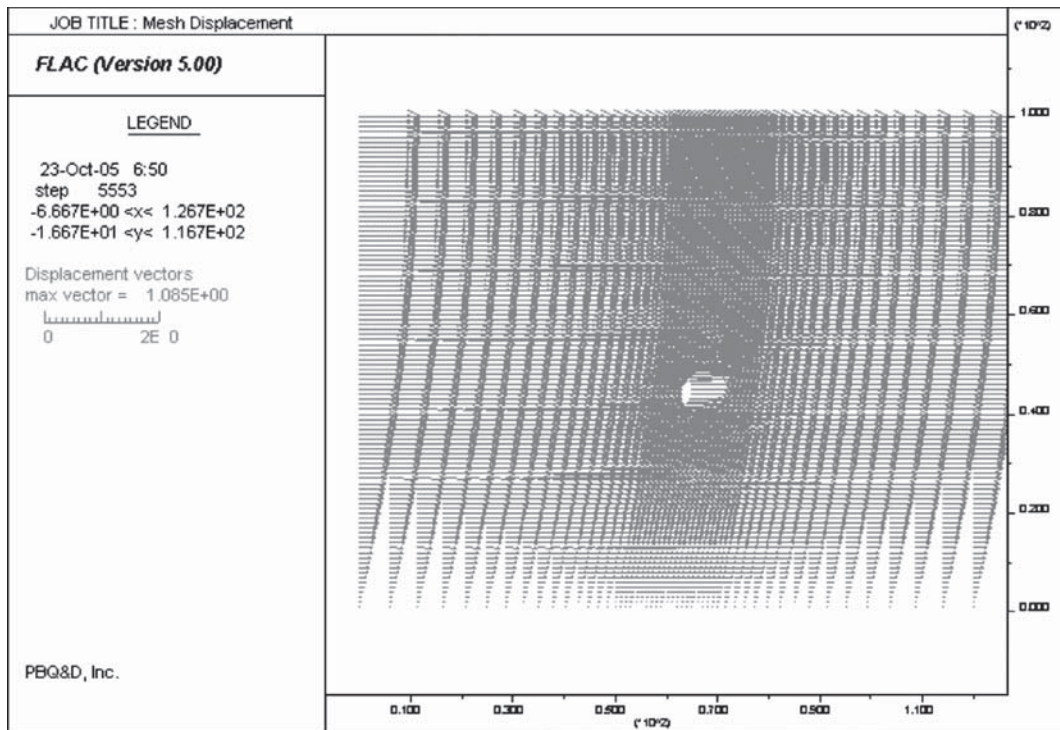 JOB TITLE : Mesh Displacement
(*10^2)
FLAC (Version 5.00)
LEGEND
23-Oct-05 6:50
step 5553
-6.667E+00 <x< 1.267E+02
-1.667E+01 <y< 1.167E+02
Displacement vectors
max vector = 1.085E+00
0 2E 0
1.000
0.800
0.600
0.400
0.200
0.000
PBQ&D, Inc.
0.100 0.300 0.500 0.700 0.900 1.100
(*10^2)